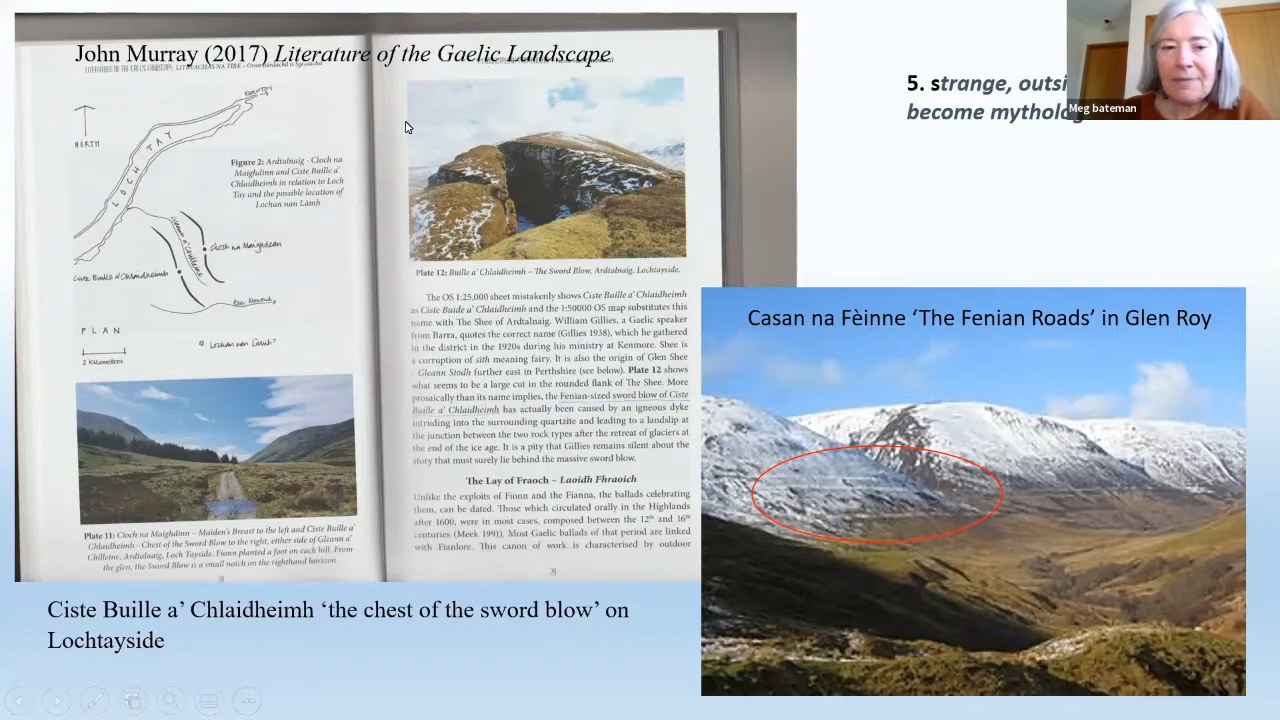 John Murray (2017) Literature of the Gaelic Landscape
NORTH
LOCH TAY
Figure 2: Ardtalnaig - Cioch na
Maighdinn and Ciste Buille a'
Chlaidheimh in relation to Loch
Tay and the possible location of
Lochan nan Làmh
Cioch na Maighdean
Ciste Buille a' Chlaidheimh
PLAN
2 Kilometres
Lochan nan Làmh?
Plate 11: Cioch na Maighdinn – Maiden's Breast to the left and Ciste Buille a'
Chlaidheimh - Chest of the Sword Blow to the right, either side of Gleann a'
Chilleine, Ardtalnaig, Loch Tayside. Fionn planted a foot on each hill. From
the glen, the Sword Blow is a small notch on the righthand horizon.
Plate 12: Buille a' Chlaidheimh – The Sword Blow, Ardtalnaig, Lochtayside.
The OS 1:25,000 sheet mistakenly shows Ciste Buille a' Chlaidheimh
as Ciste Buide a' Chlaidheimh and the 1:50000 OS map substitutes this
name with The Shee of Ardtalnaig. William Gillies, a Gaelic speaker
from Barra, quotes the correct name (Gillies 1938), which he gathered
in the district in the 1920s during his ministry at Kenmore. Shee is
a corruption of sith meaning fairy. It is also the origin of Glen Shee
- Gleann Sìodh further east in Perthshire (see below). Plate 12 shows
what seems to be a large cut in the rounded flank of The Shee. More
prosaically than its name implies, the Fenian-sized sword blow of Ciste
Buille a' Chlaidheimh has actually been caused by an igneous dyke
intruding into the surrounding quartzite and leading to a landslip at
the junction between the two rock types after the retreat of glaciers at
the end of the ice age. It is a pity that Gillies remains silent about the
story that must surely lie behind the massive sword blow.
The Lay of Fraoch – Laoidh Fhraoich
Unlike the exploits of Fionn and the Fianna, the ballads celebrating
them, can be dated. Those which circulated orally in the Highlands
after 1600, were in most cases, composed between the 12th and 16th
centuries (Meek 1991). Most Gaelic ballads of that period are linked
with Fianlore. This canon of work is characterised by outdoor
Ciste Buille a' Chlaidheimh 'the chest of the sword blow' on
Lochtayside
5. strange, outsi
become mytholog
Meg bateman
Casan na Fèinne 'The Fenian Roads' in Glen Roy